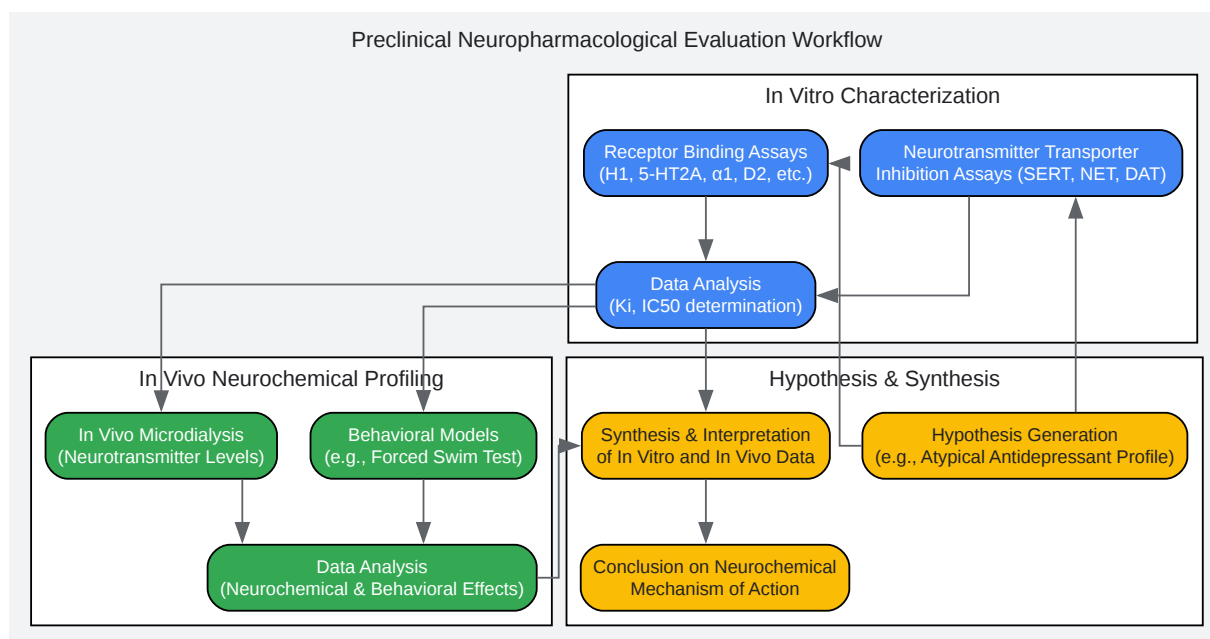 Preclinical Neuropharmacological Evaluation Workflow
In Vitro Characterization
Receptor Binding Assays
(H1, 5-HT2A, α1, D2, etc.)
Neurotransmitter Transporter
Inhibition Assays (SERT, NET, DAT)
Data Analysis
(Ki, IC50 determination)
In Vivo Neurochemical Profiling
In Vivo Microdialysis
(Neurotransmitter Levels)
Behavioral Models
(e.g., Forced Swim Test)
Data Analysis
(Neurochemical & Behavioral Effects)
Hypothesis & Synthesis
Synthesis & Interpretation
of In Vitro and In Vivo Data
Hypothesis Generation
(e.g., Atypical Antidepressant Profile)
Conclusion on Neurochemical
Mechanism of Action